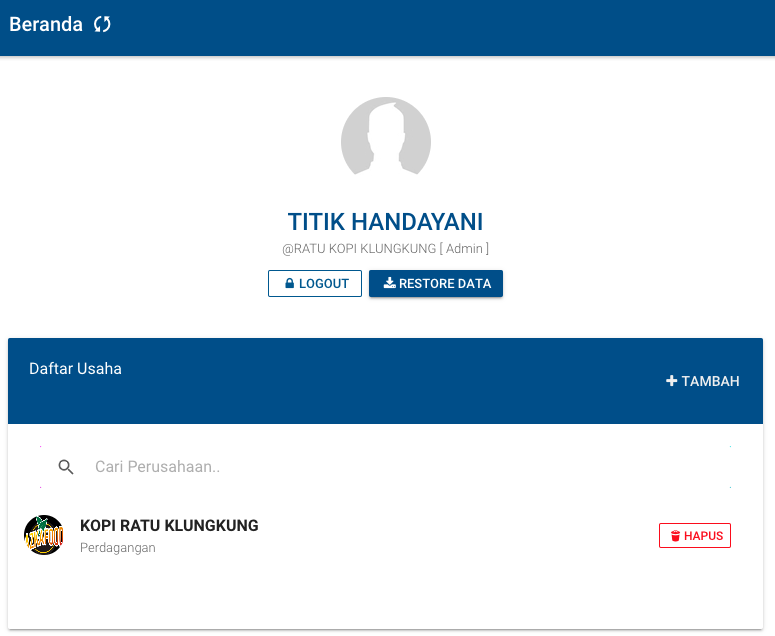 Beranda
TITIK HANDAYANI
@RATU KOPI KLUNGKUNG [ Admin ]
LOGOUT
RESTORE DATA
Daftar Usaha
TAMBAH
Cari Perusahaan..
KOPI RATU KLUNGKUNG
Perdagangan
HAPUS